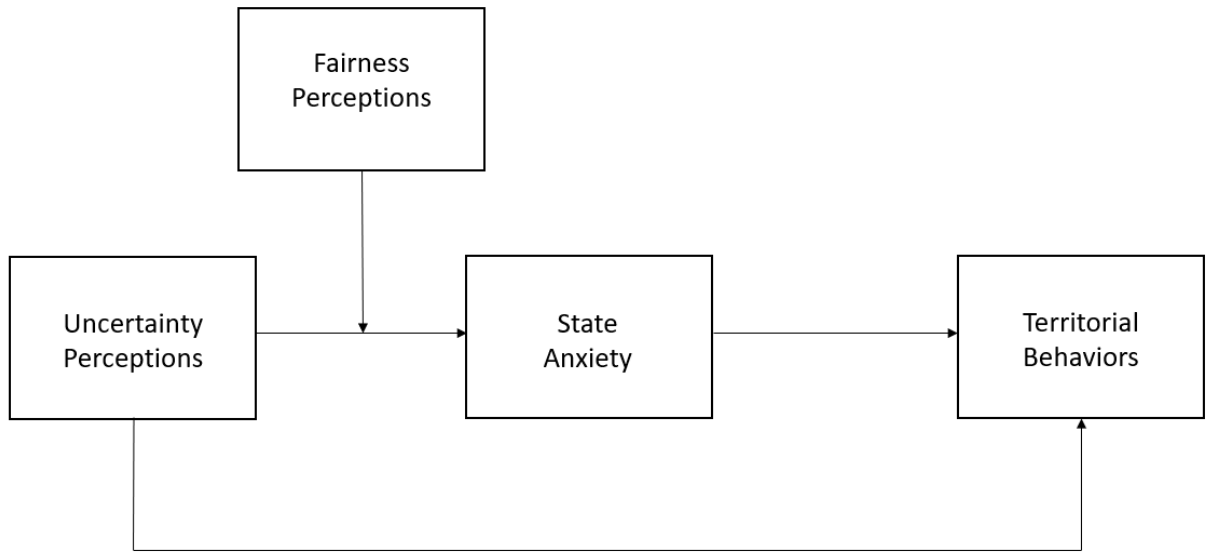 Fairness
Perceptions
Uncertainty
Perceptions
State
Anxiety
Territorial
Behaviors